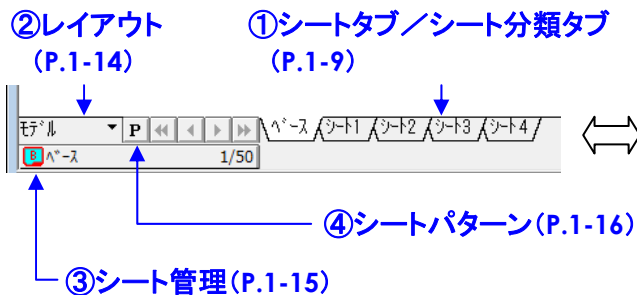 ②レイアウト
(P.1-14)
①シートタブ／シート分類タブ
(P.1-9)
ﾓﾃﾞﾙ P ﾍﾞｰｽ ｼｰﾄ1 ｼｰﾄ2 ｼｰﾄ3 ｼｰﾄ4
B ﾍﾞｰｽ 1/50
④シートパターン(P.1-16)
③シート管理(P.1-15)